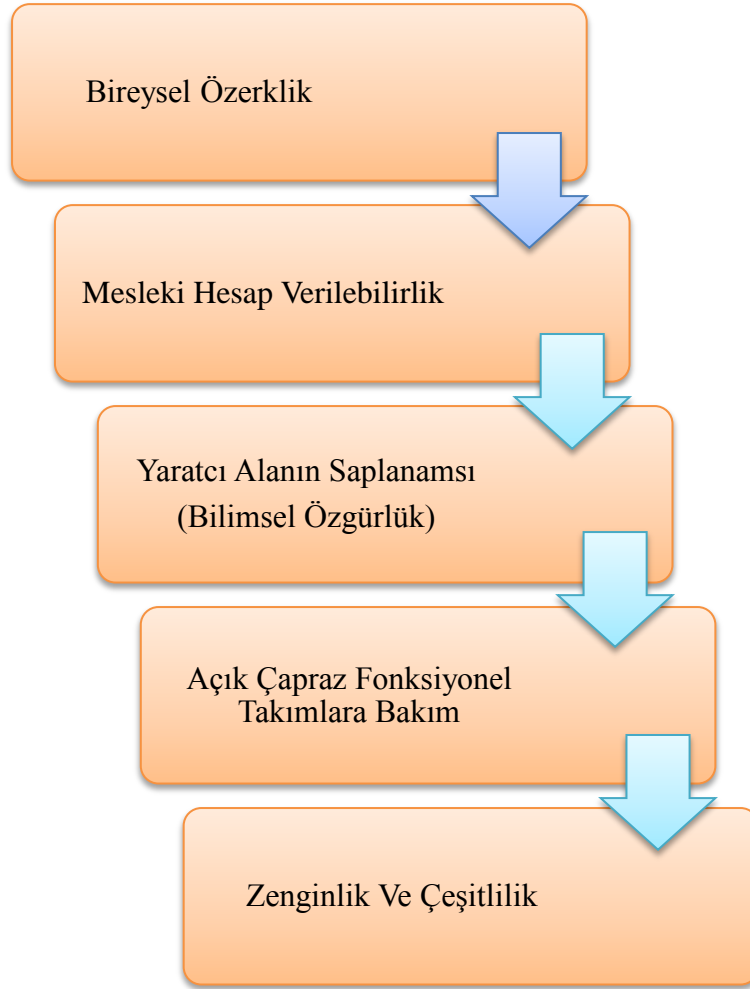 Bireysel Özerklik
Mesleki Hesap Verilebilirlik
Yaratcı Alanın Saplanamsı
(Bilimsel Özgürlük)
Açık Çapraz Fonksiyonel
Takımlara Bakım
Zenginlik Ve Çeşitlilik